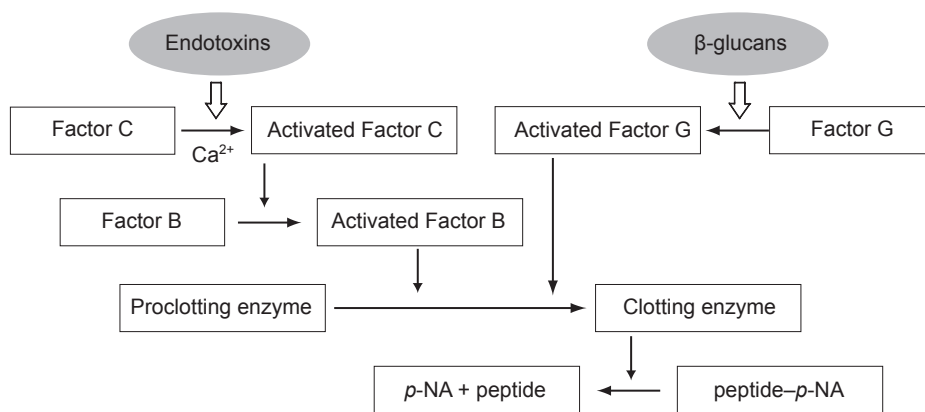 Endotoxins
β-glucans
Factor C
Ca²⁺
Activated Factor C
Activated Factor G
Factor G
Factor B
Activated Factor B
Proclotting enzyme
Clotting enzyme
p-NA + peptide
peptide–p-NA